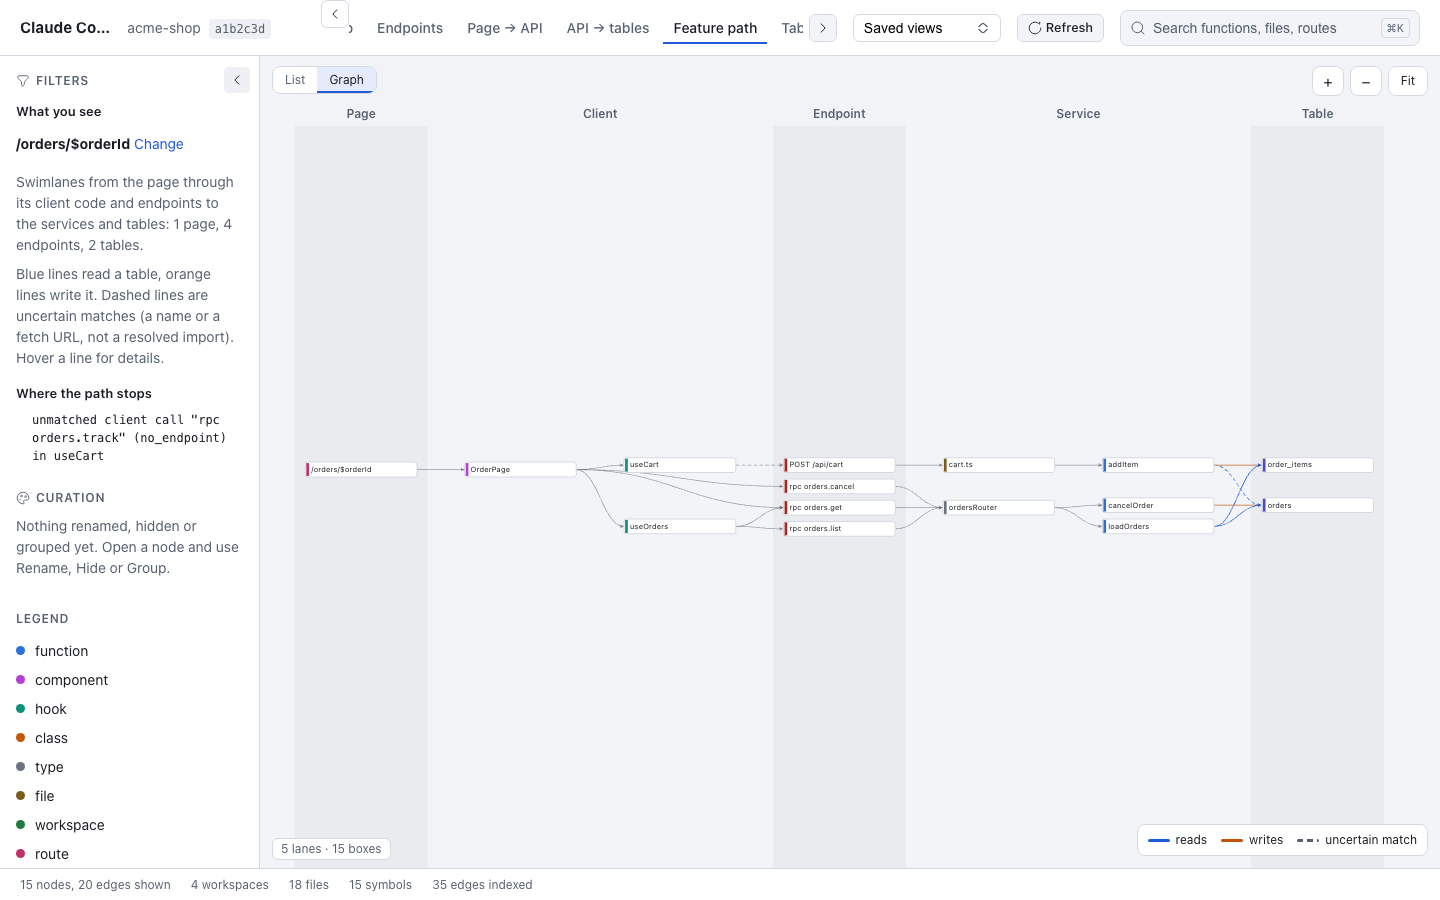 Claude Co...
acme-shop
a1b2c3d
Endpoints
Page → API
API → tables
Feature path
Tab
Saved views
Refresh
Search functions, files, routes
⌘K
FILTERS
What you see
/orders/$orderId Change
Swimlanes from the page through
its client code and endpoints to
the services and tables: 1 page, 4
endpoints, 2 tables.
Blue lines read a table, orange
lines write it. Dashed lines are
uncertain matches (a name or a
fetch URL, not a resolved import).
Hover a line for details.
Where the path stops
unmatched client call "rpc
orders.track" (no_endpoint)
in useCart
CURATION
Nothing renamed, hidden or
grouped yet. Open a node and use
Rename, Hide or Group.
LEGEND
function
component
hook
class
type
file
workspace
route
List
Graph
+
−
Fit
Page
Client
Endpoint
Service
Table
/orders/$orderId
OrderPage
useCart
useOrders
POST /api/cart
rpc orders.cancel
rpc orders.get
rpc orders.list
cart.ts
ordersRouter
addItem
cancelOrder
loadOrders
order_items
orders
5 lanes · 15 boxes
reads
writes
uncertain match
15 nodes, 20 edges shown
4 workspaces
18 files
15 symbols
35 edges indexed